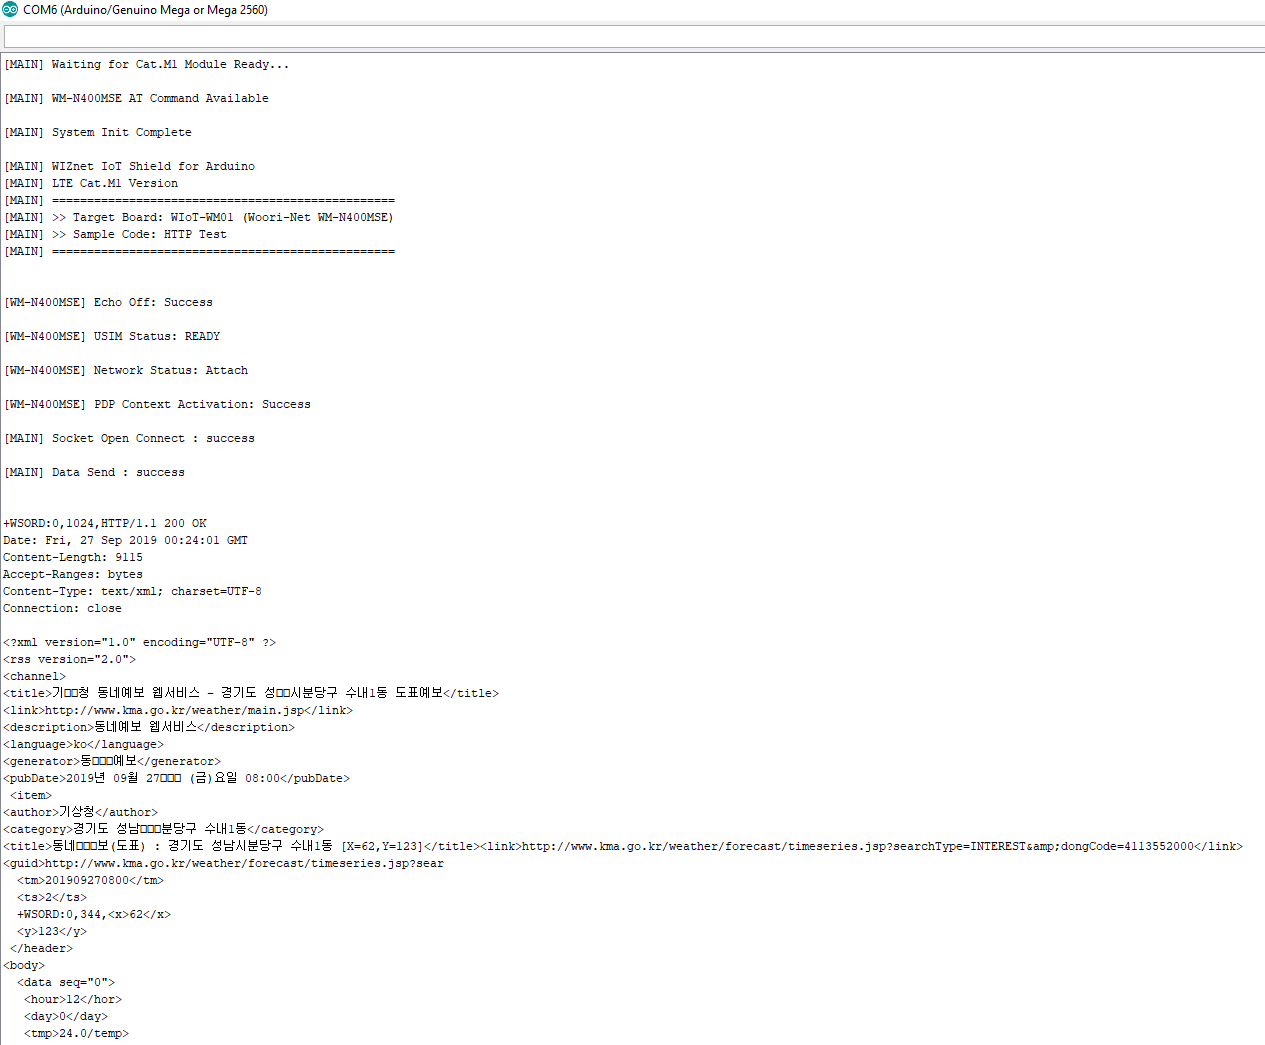 COM6 (Arduino/Genuino Mega or Mega 2560)
[MAIN] Waiting for Cat.M1 Module Ready...
[MAIN] WM-N400MSE AT Command Available
[MAIN] System Init Complete
[MAIN] WIZnet IoT Shield for Arduino
[MAIN] LTE Cat.M1 Version
[MAIN] =================================================
[MAIN] >> Target Board: WIoT-WM01 (Woori-Net WM-N400MSE)
[MAIN] >> Sample Code: HTTP Test
[MAIN] =================================================
[WM-N400MSE] Echo Off: Success
[WM-N400MSE] USIM Status: READY
[WM-N400MSE] Network Status: Attach
[WM-N400MSE] PDP Context Activation: Success
[MAIN] Socket Open Connect : success
[MAIN] Data Send : success
+WSORD:0,1024,HTTP/1.1 200 OK
Date: Fri, 27 Sep 2019 00:24:01 GMT
Content-Length: 9115
Accept-Ranges: bytes
Content-Type: text/xml; charset=UTF-8
Connection: close
<?xml version="1.0" encoding="UTF-8" ?>
<rss version="2.0">
<channel>
<title>기□□청 동네예보 웹서비스 - 경기도 성□□시분당구 수내1동 도표예보</title>
<link>http://www.kma.go.kr/weather/main.jsp</link>
<description>동네예보 웹서비스</description>
<language>ko</language>
<generator>동□□□예보</generator>
<pubDate>2019년 09월 27□□□ (금)요일 08:00</pubDate>
<item>
<author>기상청</author>
<category>경기도 성남□□□분당구 수내1동</category>
<title>동네□□□보(도표) : 경기도 성남시분당구 수내1동 [X=62,Y=123]</title><link>http://www.kma.go.kr/weather/forecast/timeseries.jsp?searchType=INTEREST&amp;dongCode=4113552000</link>
<guid>http://www.kma.go.kr/weather/forecast/timeseries.jsp?sear
<tm>201909270800</tm>
<ts>2</ts>
+WSORD:0,344,<x>62</x>
<y>123</y>
</header>
<body>
<data seq="0">
<hour>12</hor>
<day>0</day>
<tmp>24.0/temp>